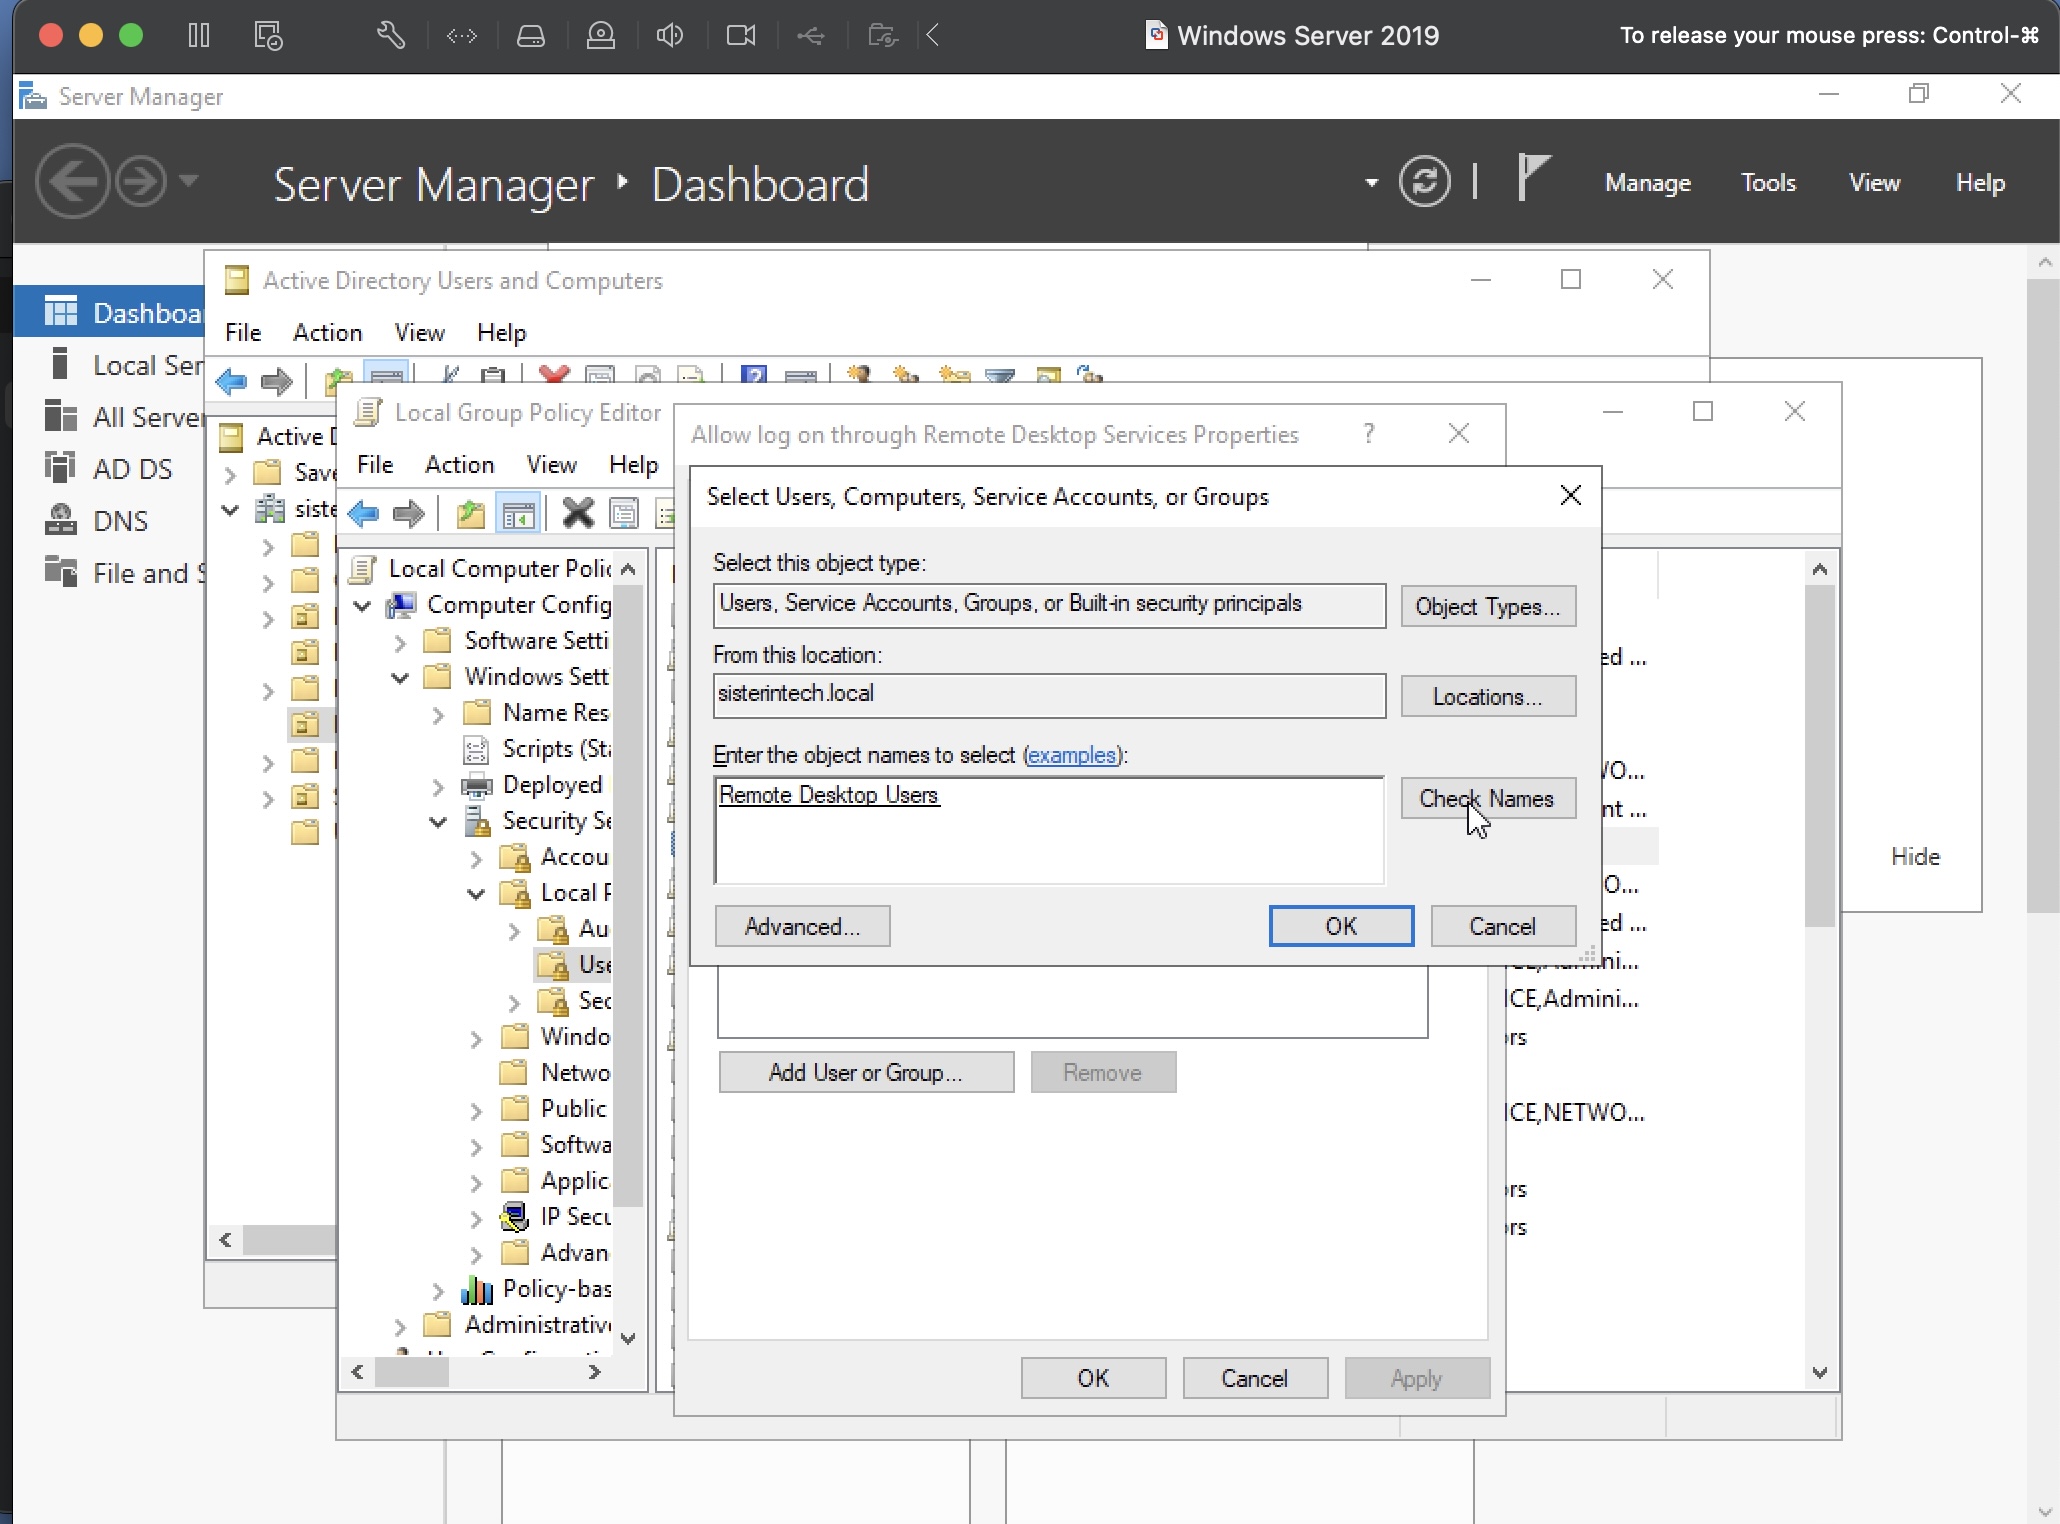 Windows Server 2019
To release your mouse press: Control-⌘
Server Manager
Server Manager ‣ Dashboard
Manage
Tools
View
Help
Active Directory Users and Computers
File
Action
View
Help
Local Group Policy Editor
File
Action
View
Help
Allow log on through Remote Desktop Services Properties
?
Select Users, Computers, Service Accounts, or Groups
Select this object type:
Users, Service Accounts, Groups, or Built-in security principals
Object Types...
From this location:
sisterintech.local
Locations...
Enter the object names to select (examples):
Remote Desktop Users
Check Names
Advanced...
OK
Cancel
Add User or Group...
Remove
OK
Cancel
Apply
Dashboar
Local Ser
All Server
AD DS
DNS
File and S
Active D
Save
siste
Local Computer Polic
Computer Config
Software Setti
Windows Sett
Name Res
Scripts (Sta
Deployed
Security Se
Accou
Local P
Au
Use
Sec
Windo
Netwo
Public
Softwa
Applic
IP Secu
Advan
Policy-bas
Administrativ
ed ...
VO...
nt ...
O...
ed ...
ICE,Admini...
ors
ICE,NETWO...
ors
ors
Hide